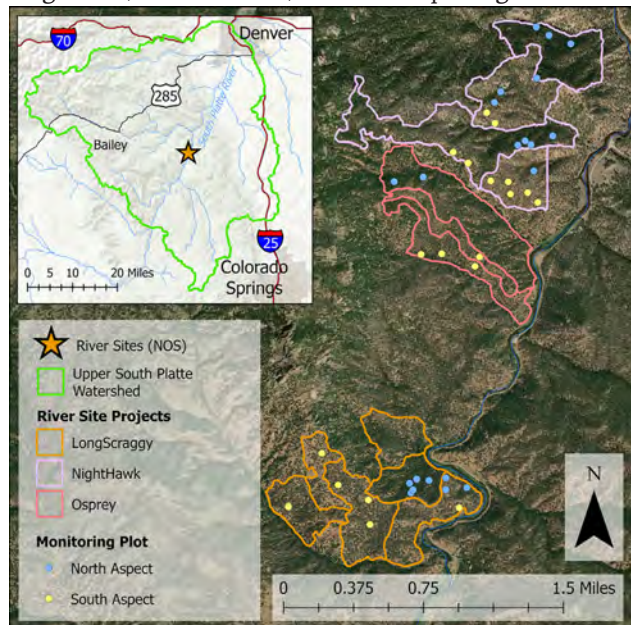 70
Denver
285
South Platte River
Bailey
25
0 5 10 20 Miles
Colorado
Springs
River Sites (NOS)
Upper South Platte
Watershed
River Site Projects
LongScraggy
NightHawk
Osprey
Monitoring Plot
North Aspect
South Aspect
N
0 0.375 0.75 1.5 Miles